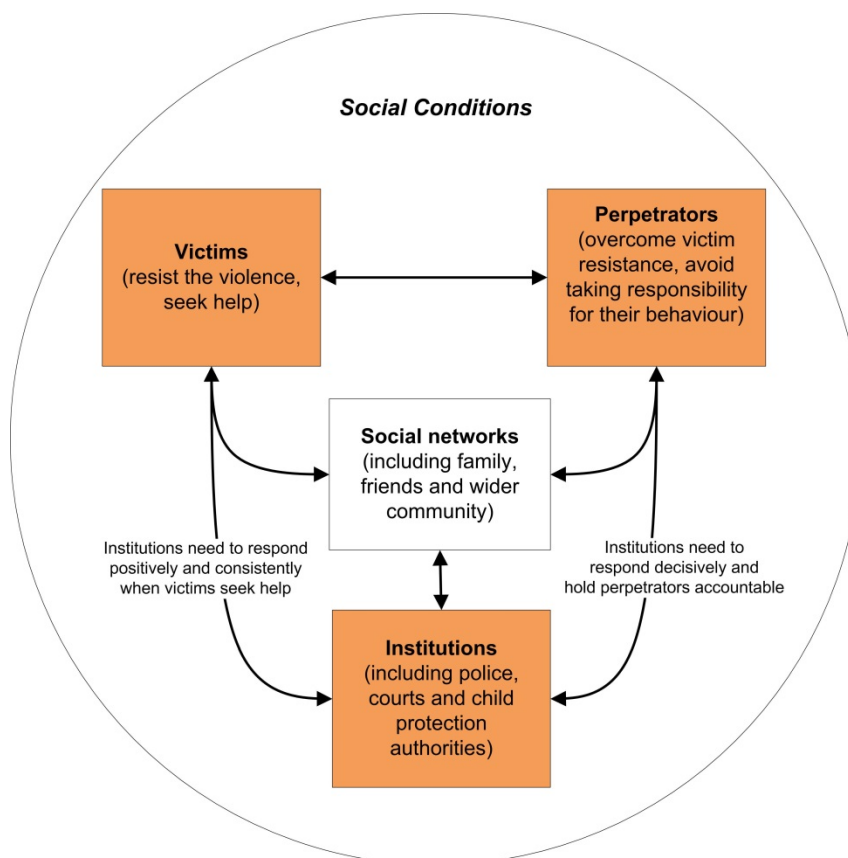 Social Conditions
Victims
(resist the violence,
seek help)
Perpetrators
(overcome victim
resistance, avoid
taking responsibility
for their behaviour)
Social networks
(including family,
friends and wider
community)
Institutions need to respond
positively and consistently
when victims seek help
Institutions need to
respond decisively and
hold perpetrators accountable
Institutions
(including police,
courts and child
protection
authorities)